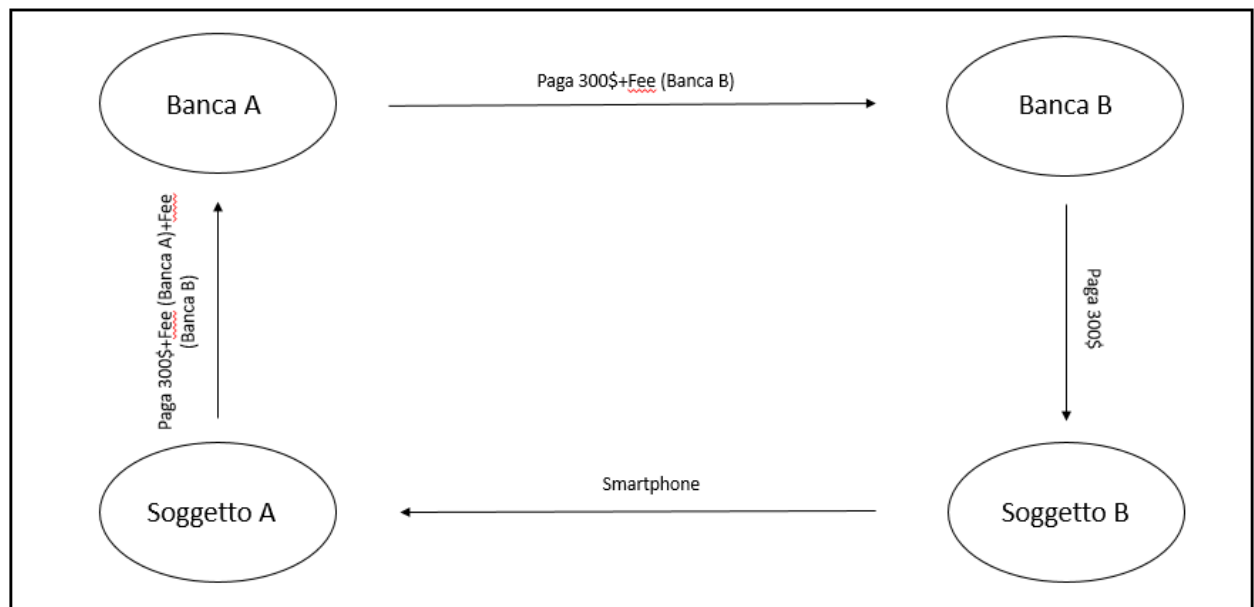 Banca A
Paga 300$+Fee (Banca B)
Banca B
Paga 300$+Fee (Banca A)+Fee
(Banca B)
Paga 300$
Soggetto A
Smartphone
Soggetto B